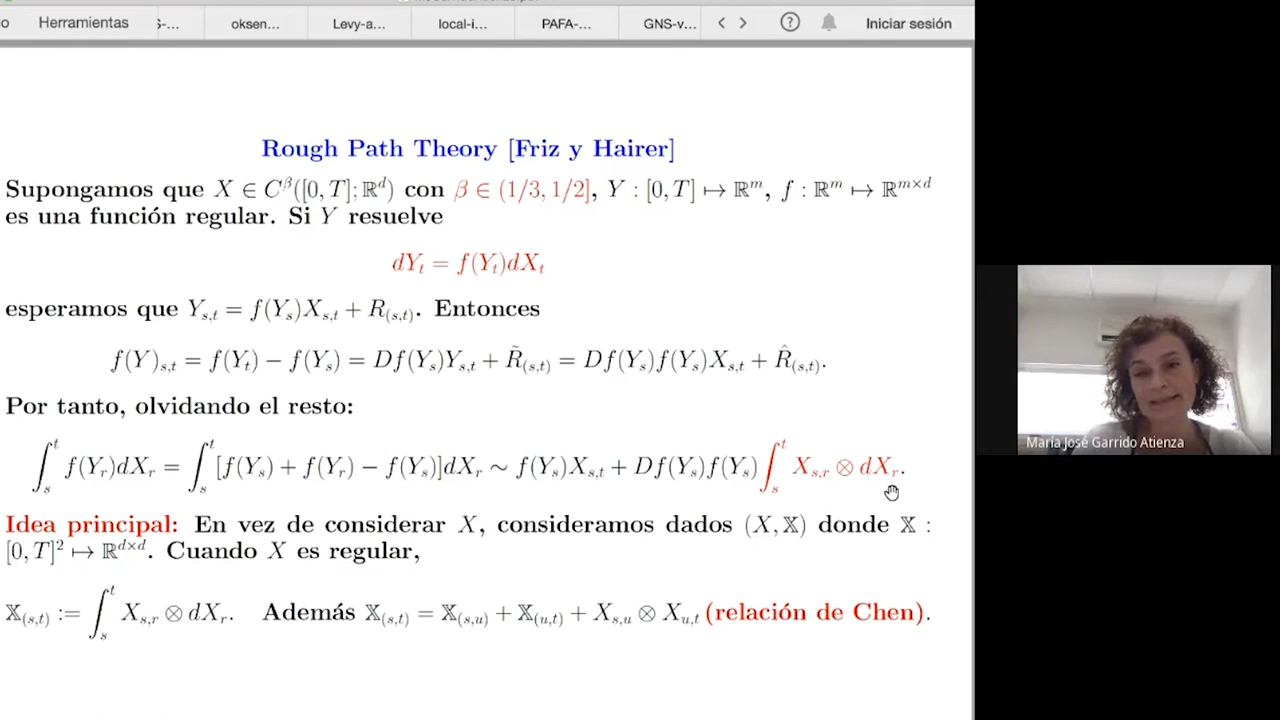 Herramientas
oksen...
Levy-a...
local-i...
PAFA-...
GNS-v...
Iniciar sesión
Rough Path Theory [Friz y Hairer]
Supongamos que X ∈ C^β([0, T]; ℝ^d) con β ∈ (1/3, 1/2], Y : [0, T] ↦ ℝ^m, f : ℝ^m ↦ ℝ^{m×d}
es una función regular. Si Y resuelve
dY_t = f(Y_t)dX_t
esperamos que Y_{s,t} = f(Y_s)X_{s,t} + R_{(s,t)}. Entonces
f(Y)_{s,t} = f(Y_t) − f(Y_s) = Df(Y_s)Y_{s,t} + R̃_{(s,t)} = Df(Y_s)f(Y_s)X_{s,t} + R̂_{(s,t)}.
Por tanto, olvidando el resto:
∫_s^t f(Y_r)dX_r = ∫_s^t [f(Y_s) + f(Y_r) − f(Y_s)]dX_r ∼ f(Y_s)X_{s,t} + Df(Y_s)f(Y_s) ∫_s^t X_{s,r} ⊗ dX_r.
Idea principal: En vez de considerar X, consideramos dados (X, 𝕏) donde 𝕏 :
[0, T]^2 ↦ ℝ^{d×d}. Cuando X es regular,
𝕏_{(s,t)} := ∫_s^t X_{s,r} ⊗ dX_r. Además 𝕏_{(s,t)} = 𝕏_{(s,u)} + 𝕏_{(u,t)} + X_{s,u} ⊗ X_{u,t} (relación de Chen).
María José Garrido Atienza